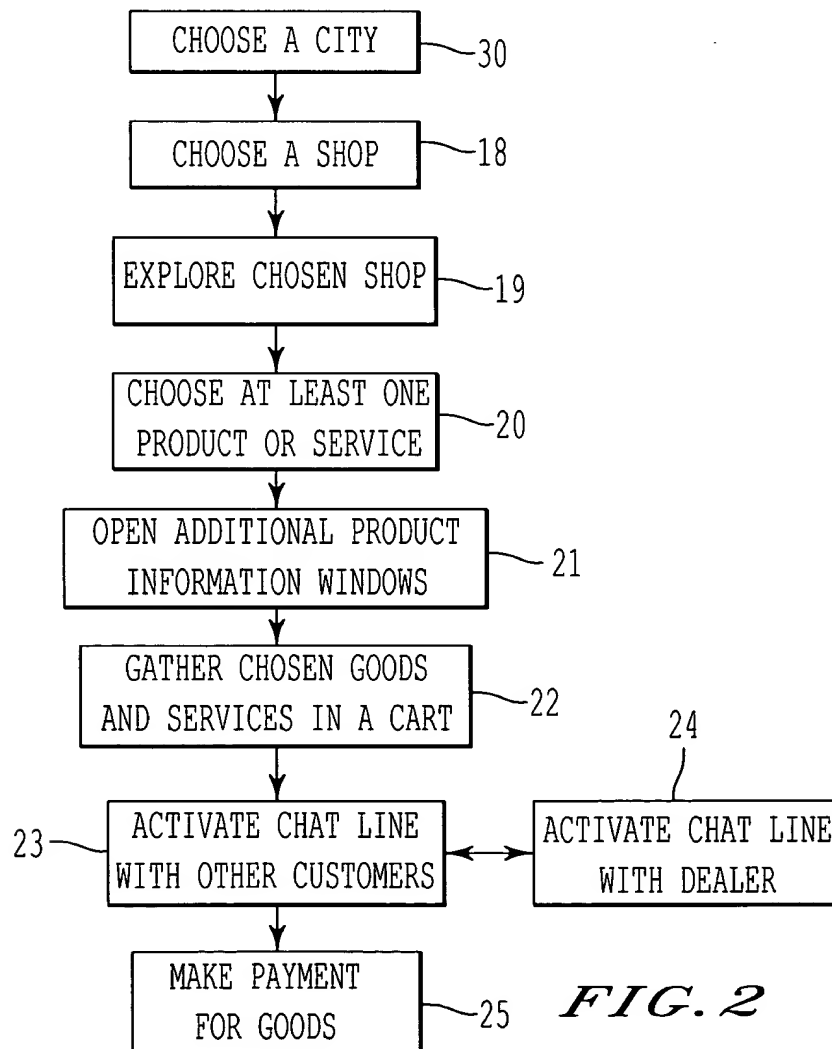 CHOOSE A CITY
30
CHOOSE A SHOP
18
EXPLORE CHOSEN SHOP
19
CHOOSE AT LEAST ONE
PRODUCT OR SERVICE
20
OPEN ADDITIONAL PRODUCT
INFORMATION WINDOWS
21
GATHER CHOSEN GOODS
AND SERVICES IN A CART
22
23
ACTIVATE CHAT LINE
WITH OTHER CUSTOMERS
24
ACTIVATE CHAT LINE
WITH DEALER
MAKE PAYMENT
FOR GOODS
25
FIG. 2